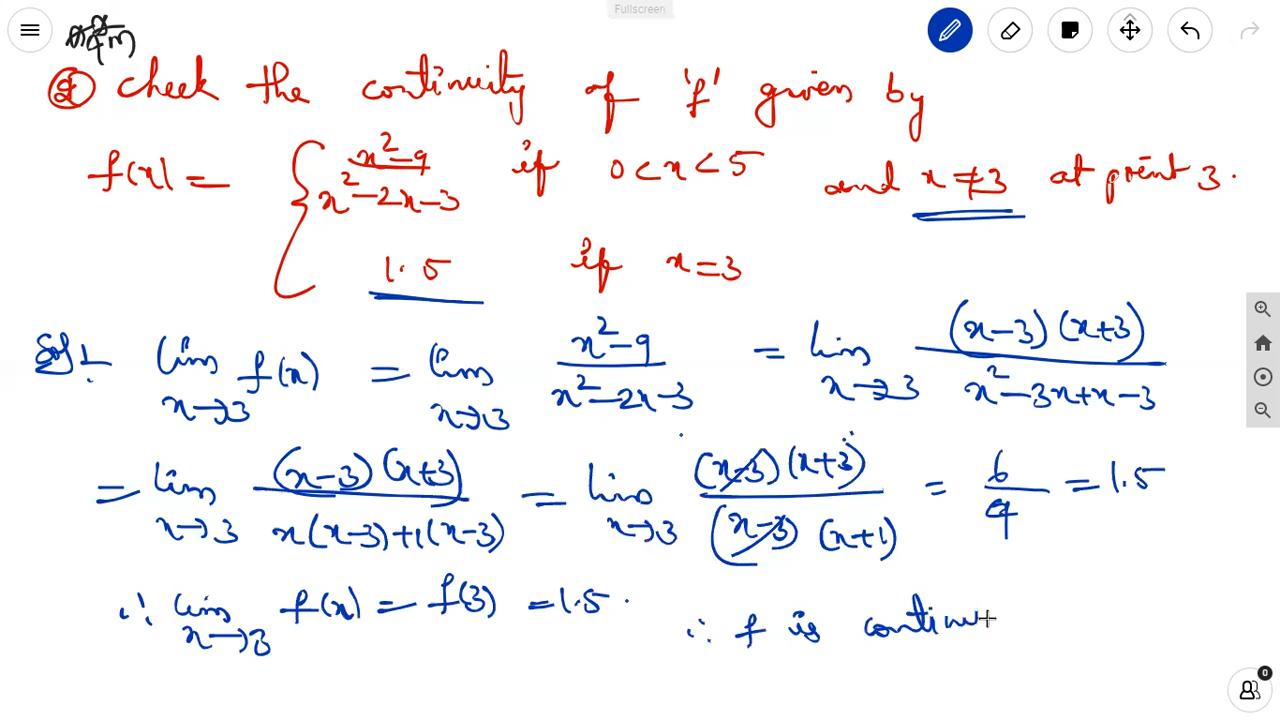 Fullscreen
② Check the continuity of 'f' given by
f(x) = { x²-9 / x²-2x-3 if 0<x<5 and x≠3 at point 3.
1.5 if x=3
Sol: lim x→3 f(x) = lim x→3 x²-9 / x²-2x-3 = lim x→3 (x-3)(x+3) / x²-3x+x-3
= lim x→3 (x-3)(x+3) / x(x-3)+1(x-3) = lim x→3 (x-3)(x+3) / (x-3)(x+1) = 6/4 = 1.5
∴ lim x→3 f(x) = f(3) = 1.5. ∴ f is continu
0